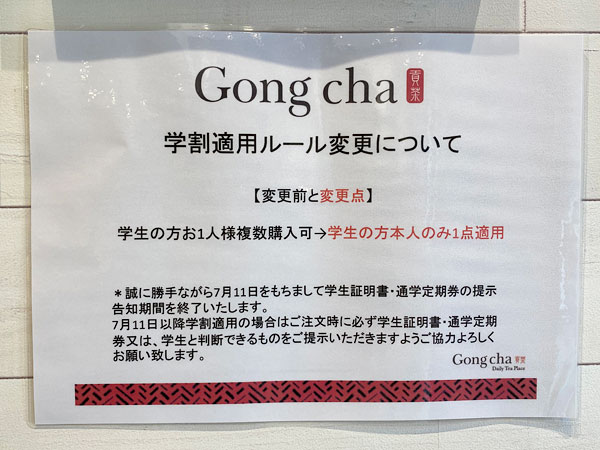 Gong cha 貢茶
学割適用ルール変更について
【変更前と変更点】
学生の方お1人様複数購入可→学生の方本人のみ1点適用
＊誠に勝手ながら7月11日をもちまして学生証明書・通学定期券の提示
告知期間を終了いたします。
7月11日以降学割適用の場合はご注文時に必ず学生証明書・通学定期
券又は、学生と判断できるものをご提示いただきますようご協力よろしく
お願い致します。
Gong cha 貢茶
Daily Tea Place